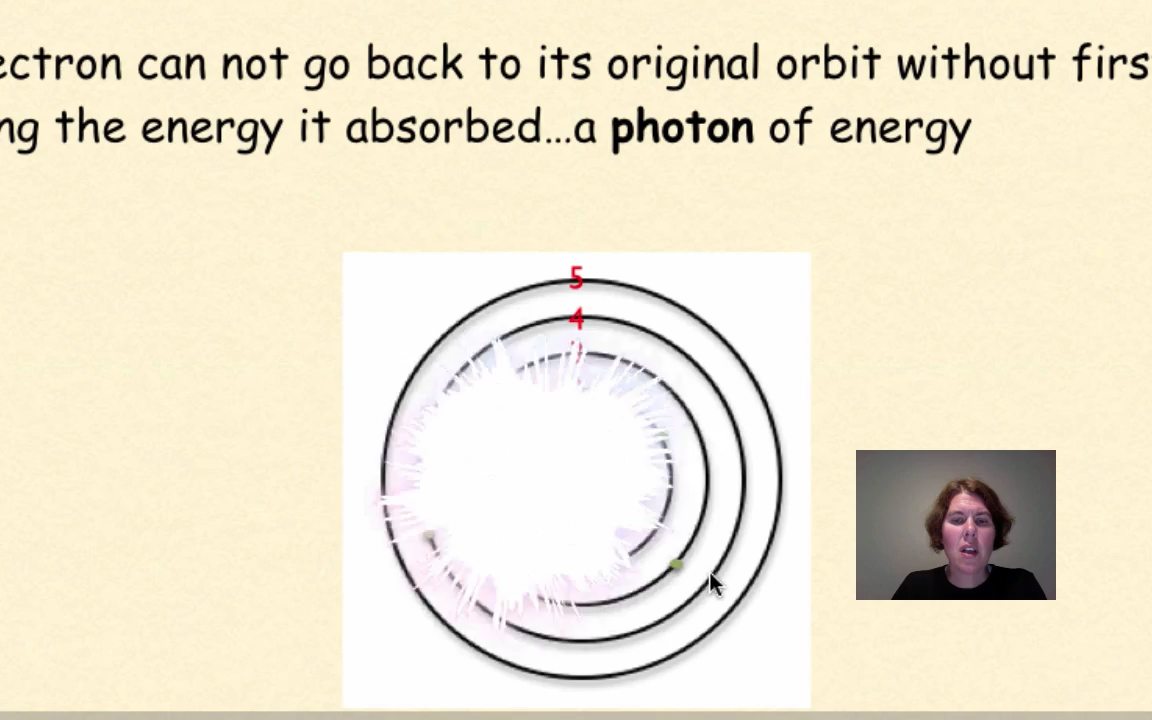 ectron can not go back to its original orbit without firs
ng the energy it absorbed...a photon of energy
5
4